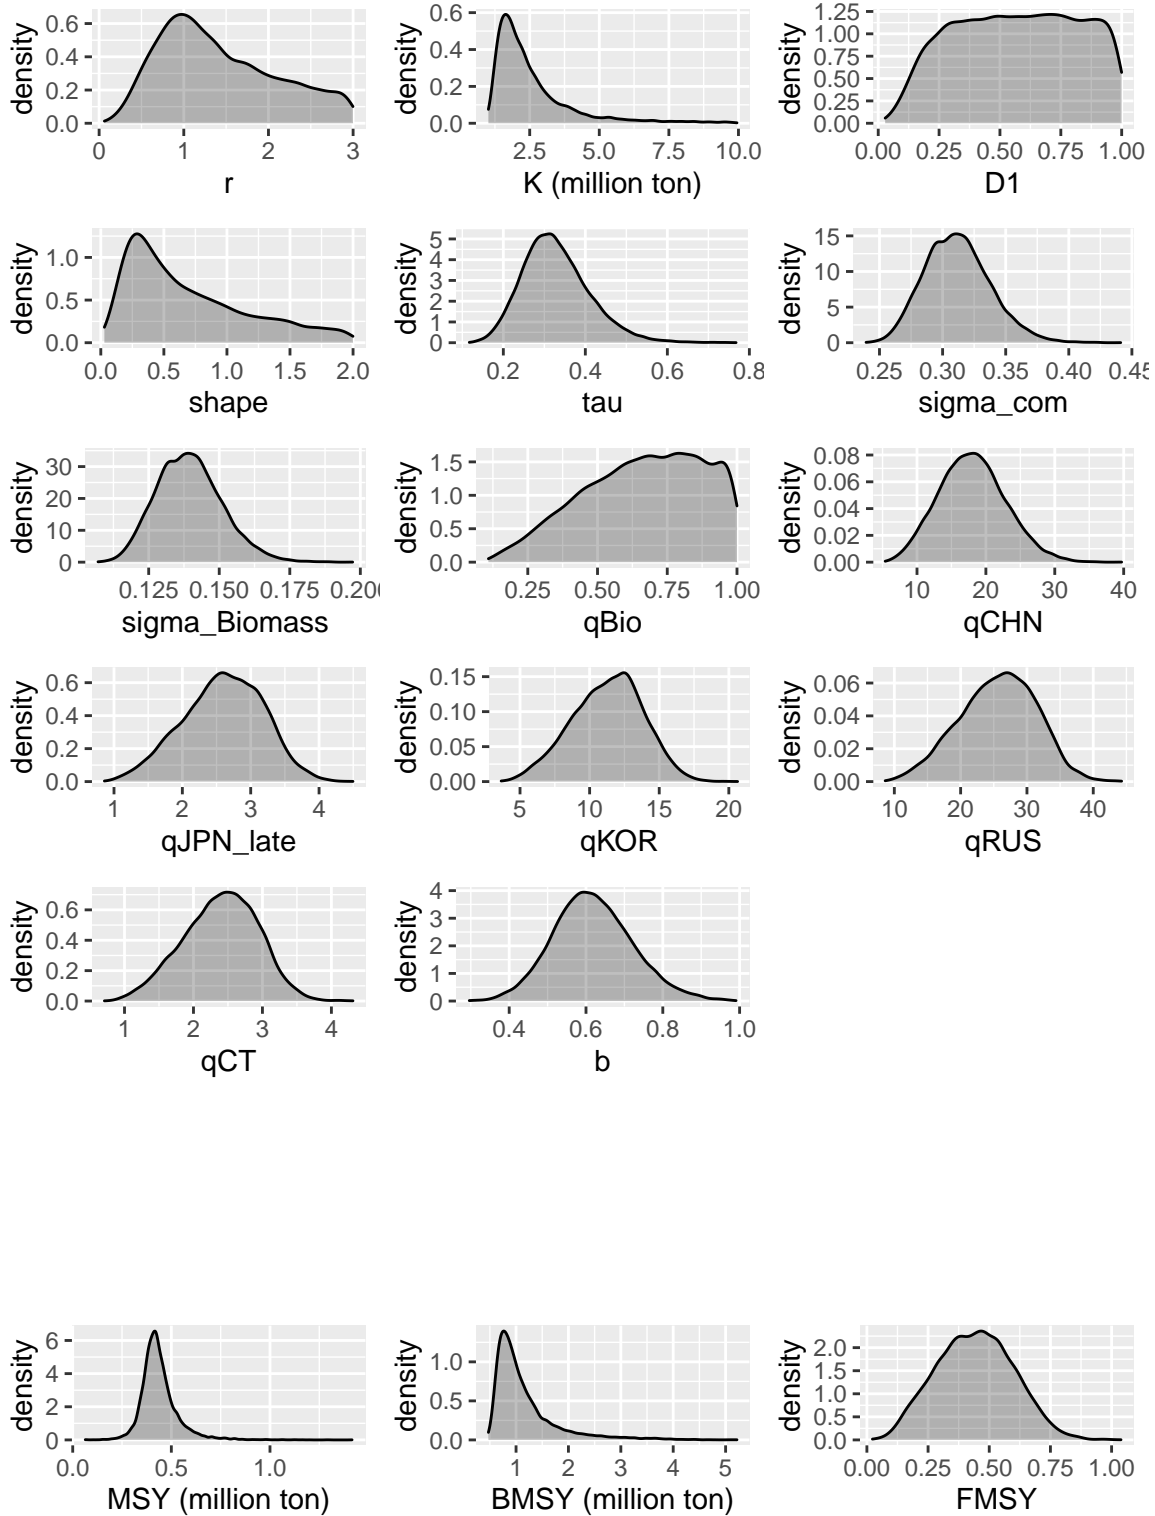 density
0.6
0.4
0.2
0.0
0 1 2 3
r
density
0.6
0.4
0.2
0.0
2.5 5.0 7.5 10.0
K (million ton)
density
1.25
1.00
0.75
0.50
0.25
0.00
0.00 0.25 0.50 0.75 1.00
D1
density
1.0
0.5
0.0
0.0 0.5 1.0 1.5 2.0
shape
density
5
4
3
2
1
0
0.2 0.4 0.6 0.8
tau
density
15
10
5
0
0.25 0.30 0.35 0.40 0.45
sigma_com
density
30
20
10
0
0.125 0.150 0.175 0.200
sigma_Biomass
density
1.5
1.0
0.5
0.0
0.25 0.50 0.75 1.00
qBio
density
0.08
0.06
0.04
0.02
0.00
10 20 30 40
qCHN
density
0.6
0.4
0.2
0.0
1 2 3 4
qJPN_late
density
0.15
0.10
0.05
0.00
5 10 15 20
qKOR
density
0.06
0.04
0.02
0.00
10 20 30 40
qRUS
density
0.6
0.4
0.2
0.0
1 2 3 4
qCT
density
4
3
2
1
0
0.4 0.6 0.8 1.0
b
density
6
4
2
0
0.0 0.5 1.0
MSY (million ton)
density
1.0
0.5
0.0
1 2 3 4 5
BMSY (million ton)
density
2.0
1.5
1.0
0.5
0.0
0.00 0.25 0.50 0.75 1.00
FMSY